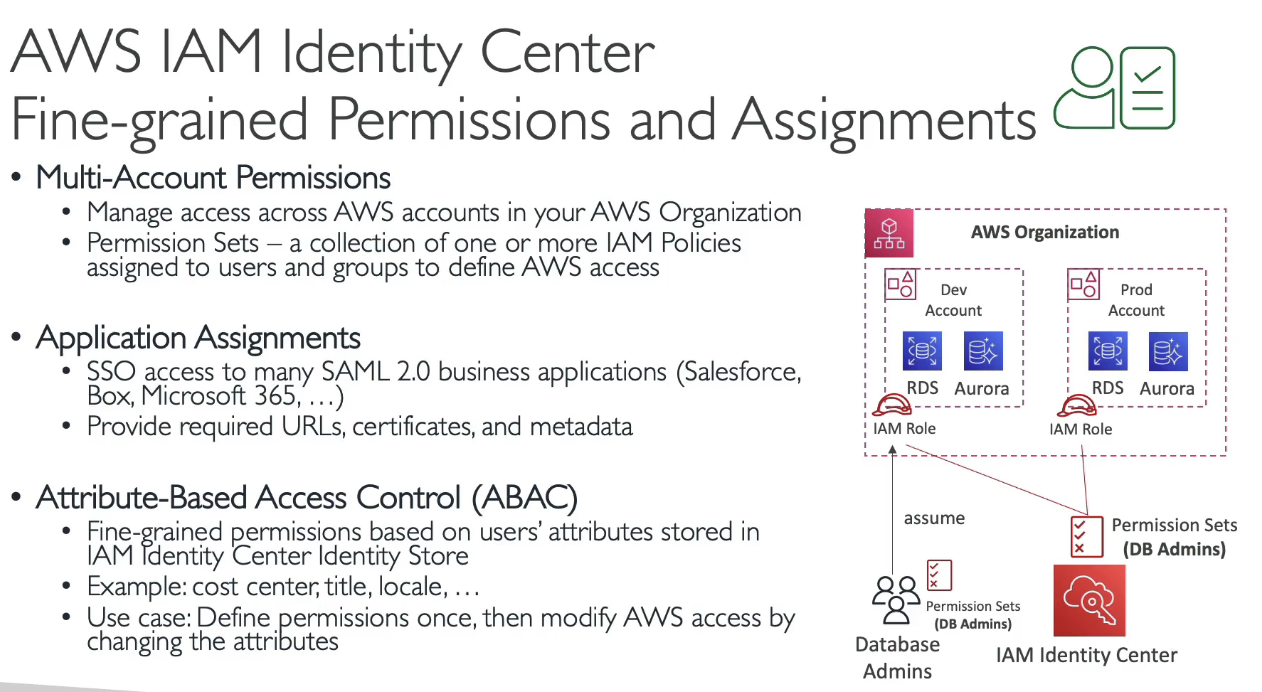 AWS IAM Identity Center
Fine-grained Permissions and Assignments
• Multi-Account Permissions
• Manage access across AWS accounts in your AWS Organization
• Permission Sets – a collection of one or more IAM Policies
assigned to users and groups to define AWS access
• Application Assignments
• SSO access to many SAML 2.0 business applications (Salesforce,
Box, Microsoft 365, …)
• Provide required URLs, certificates, and metadata
• Attribute-Based Access Control (ABAC)
• Fine-grained permissions based on users’ attributes stored in
IAM Identity Center Identity Store
• Example: cost center, title, locale, …
• Use case: Define permissions once, then modify AWS access by
changing the attributes
AWS Organization
Dev
Account
RDS
Aurora
IAM Role
Prod
Account
RDS
Aurora
IAM Role
assume
Permission Sets
(DB Admins)
Database
Admins
Permission Sets
(DB Admins)
IAM Identity Center